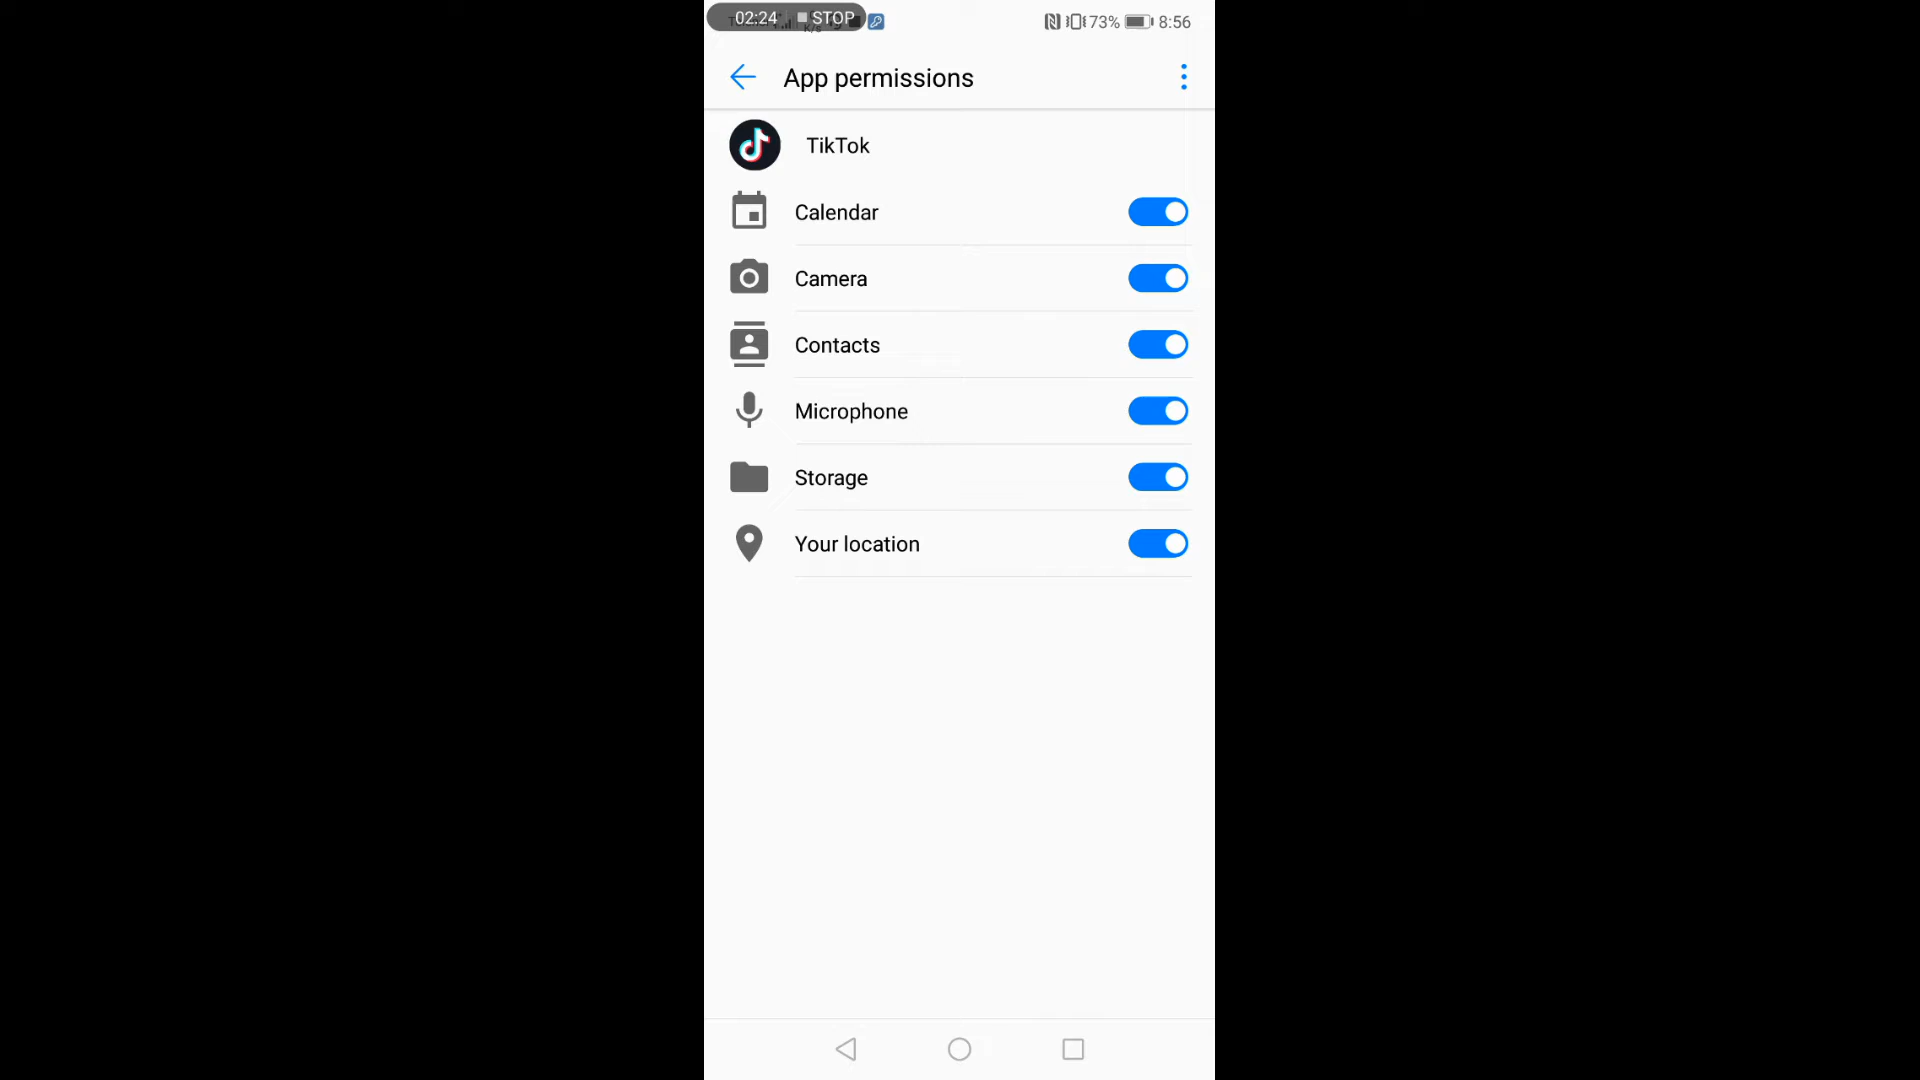 02:24 STOP
K/s
73% 8:56
App permissions
TikTok
Calendar
Camera
Contacts
Microphone
Storage
Your location